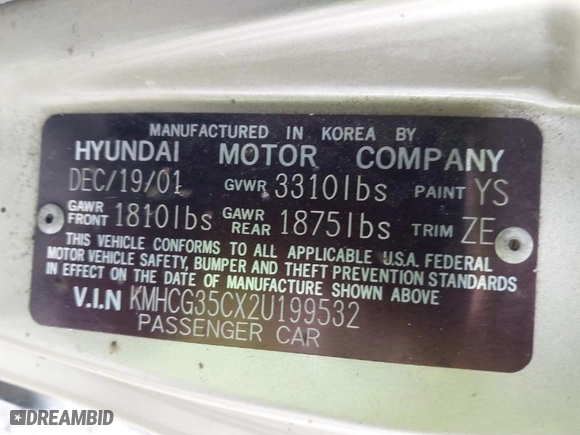 MANUFACTURED IN KOREA BY
HYUNDAI MOTOR COMPANY
DEC/19/01 GVWR 3310lbs PAINT YS
GAWR FRONT 1810lbs GAWR REAR 1875lbs TRIM ZE
THIS VEHICLE CONFORMS TO ALL APPLICABLE U.S.A. FEDERAL
MOTOR VEHICLE SAFETY, BUMPER AND THEFT PREVENTION STANDARDS
IN EFFECT ON THE DATE OF MANUFACTURE SHOWN ABOVE
V.I.N KMHCG35CX2U199532
PASSENGER CAR
DREAMBID